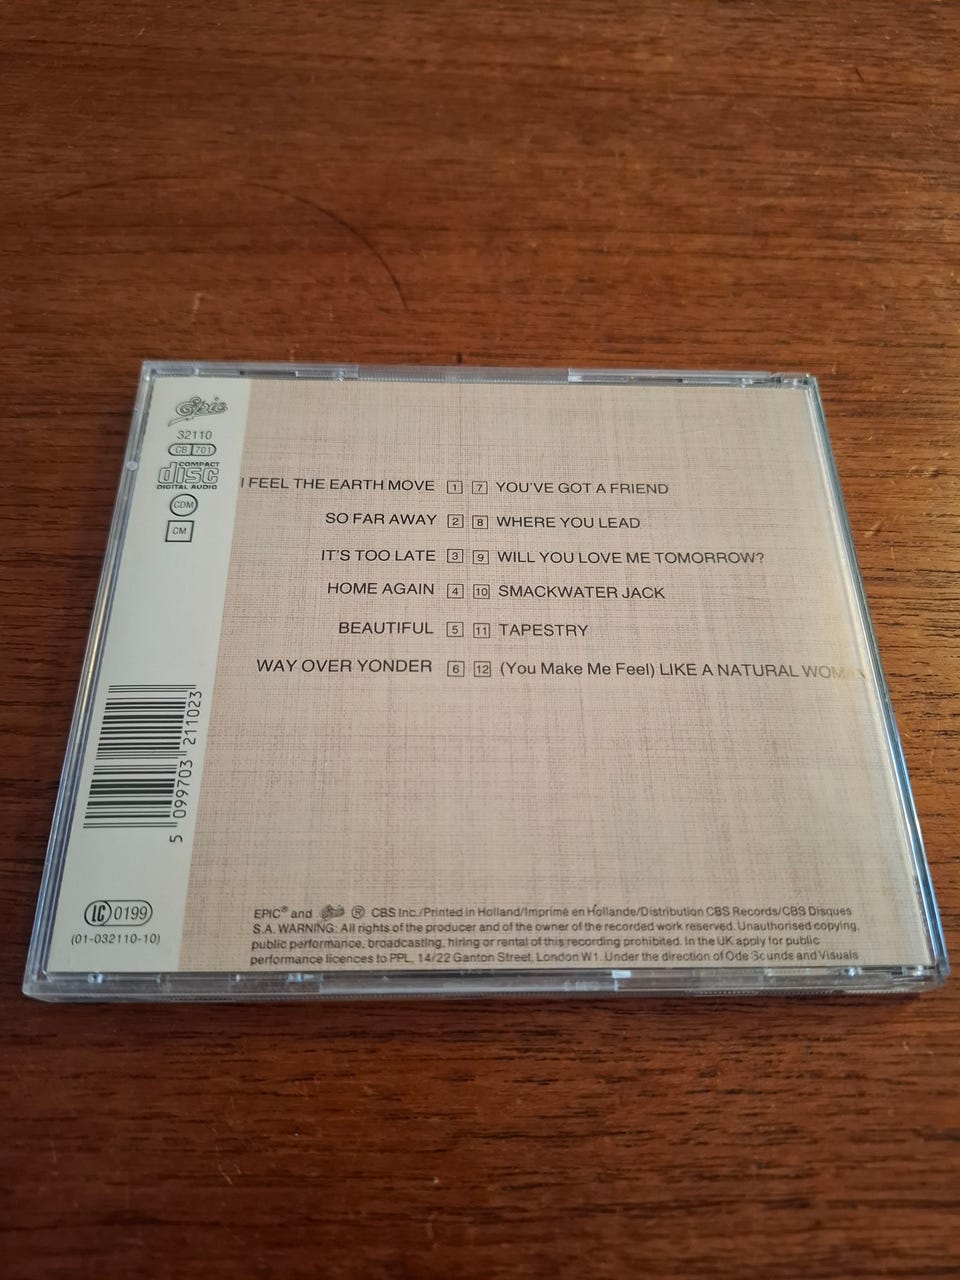 Epic
32110
CB 701
COMPACT
disc
DIGITAL AUDIO
CDM
CM
I FEEL THE EARTH MOVE 1 7 YOU'VE GOT A FRIEND
SO FAR AWAY 2 8 WHERE YOU LEAD
IT'S TOO LATE 3 9 WILL YOU LOVE ME TOMORROW?
HOME AGAIN 4 10 SMACKWATER JACK
BEAUTIFUL 5 11 TAPESTRY
WAY OVER YONDER 6 12 (You Make Me Feel) LIKE A NATURAL WOMAN
5 099703 211023
LC 0199
(01-032110-10)
EPIC® and Epic ® CBS Inc./Printed in Holland/Imprimé en Hollande/Distribution CBS Records/CBS Disques
S.A. WARNING: All rights of the producer and of the owner of the recorded work reserved. Unauthorised copying,
public performance, broadcasting, hiring or rental of this recording prohibited. In the UK apply for public
performance licences to PPL, 14/22 Ganton Street, London W1. Under the direction of Ode Sounds and Visuals